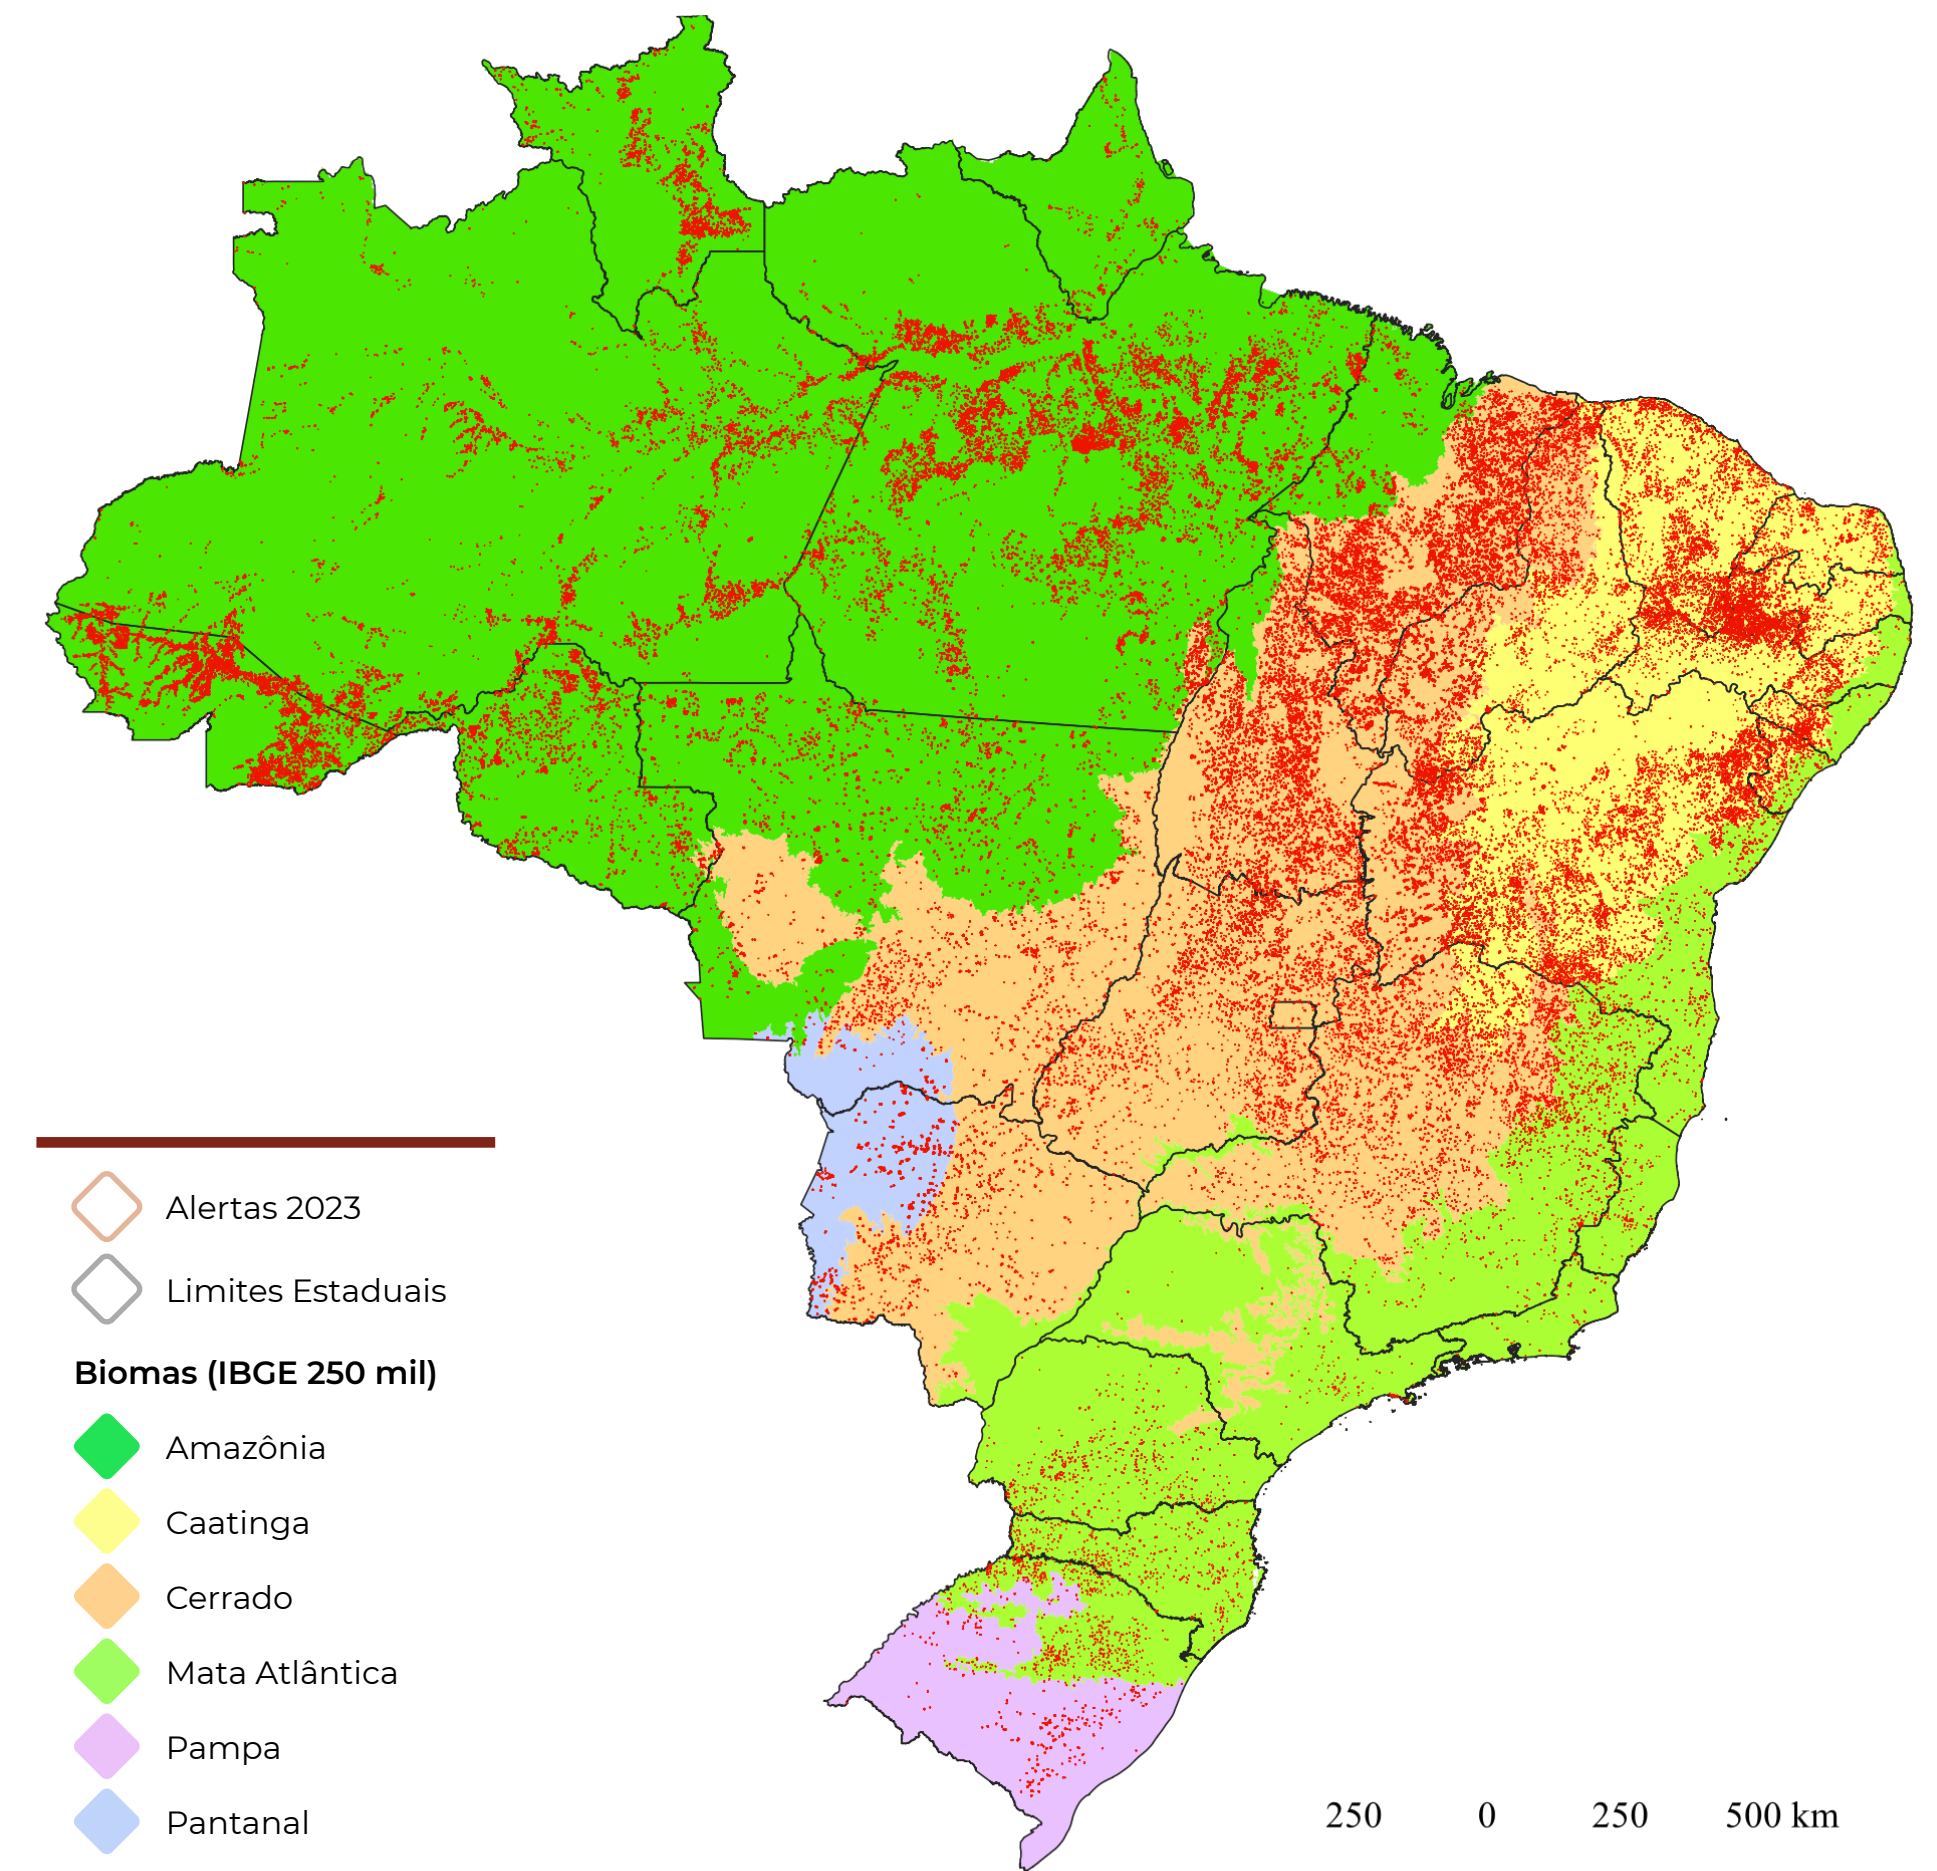 Alertas 2023
Limites Estaduais
Biomas (IBGE 250 mil)
Amazônia
Caatinga
Cerrado
Mata Atlântica
Pampa
Pantanal
250 0 250 500 km